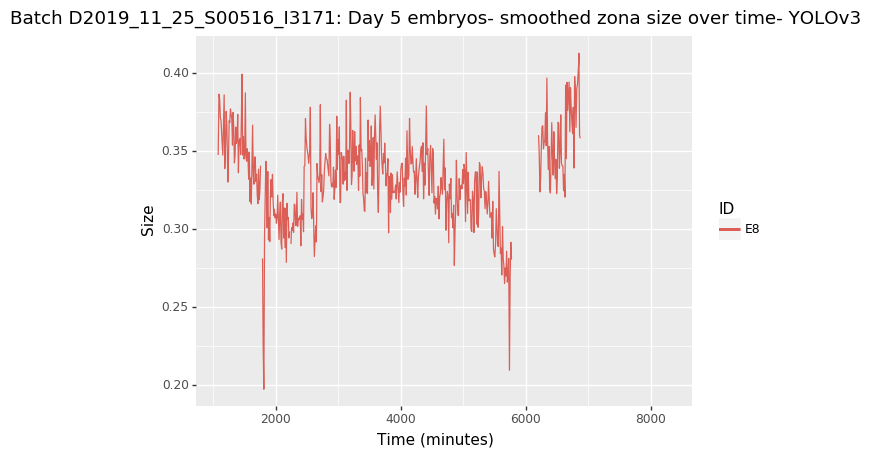 Batch D2019_11_25_S00516_I3171: Day 5 embryos- smoothed zona size over time- YOLOv3
0.40
0.35
0.30
0.25
0.20
Size
2000
4000
6000
8000
Time (minutes)
ID
E8